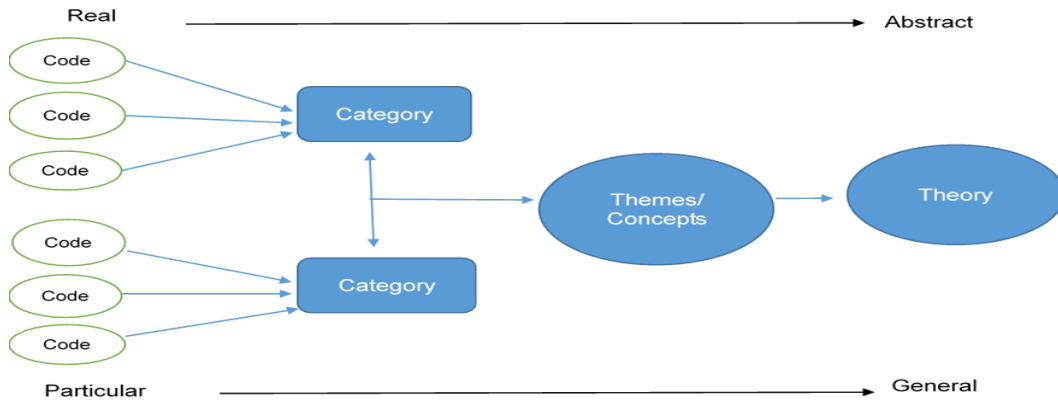 Real
Abstract
Code
Code
Code
Category
Themes/
Concepts
Theory
Code
Code
Code
Category
Particular
General